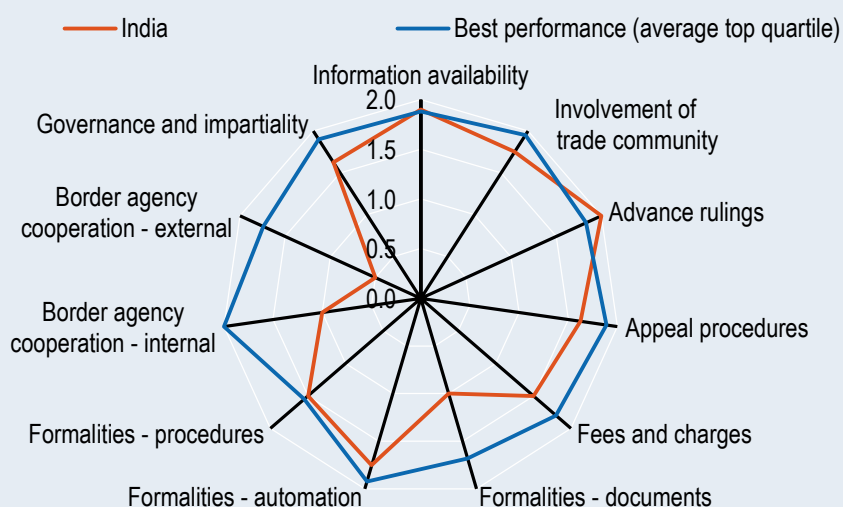 India
Best performance (average top quartile)
Information availability
2.0
1.5
1.0
0.5
0.0
Involvement of
trade community
Advance rulings
Appeal procedures
Fees and charges
Formalities - documents
Formalities - automation
Formalities - procedures
Border agency
cooperation - internal
Border agency
cooperation - external
Governance and impartiality